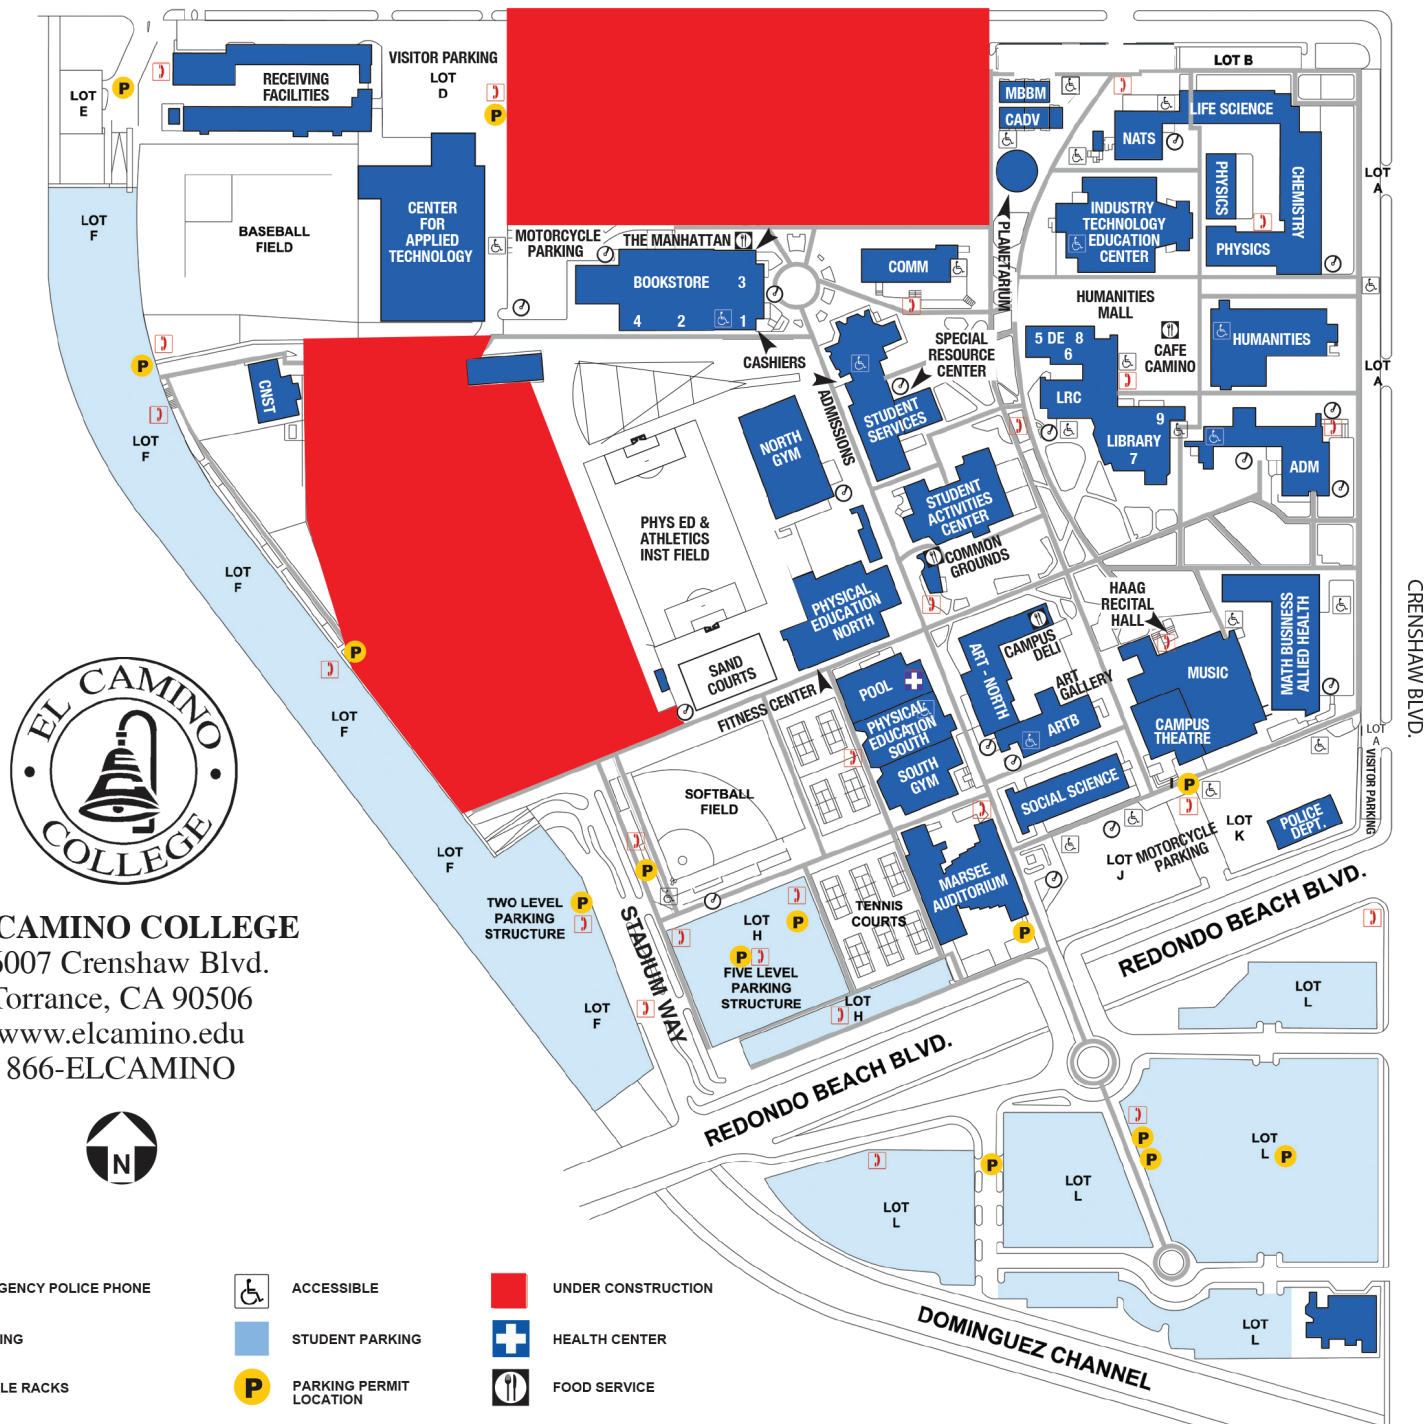 VISITOR PARKING
LOT
D
RECEIVING
FACILITIES
LOT
E
P
P
LOT B
MBBM
CADV
NATS
LIFE SCIENCE
CHEMISTRY
PHYSICS
PHYSICS
LOT
A
LOT
F
BASEBALL
FIELD
CENTER
FOR
APPLIED
TECHNOLOGY
MOTORCYCLE
PARKING
THE MANHATTAN
BOOKSTORE 3
4 2 1
CASHIERS
COMM
PLANETARIUM
INDUSTRY
TECHNOLOGY
EDUCATION
CENTER
HUMANITIES
MALL
CAFE
CAMINO
HUMANITIES
SPECIAL
RESOURCE
CENTER
5 DE 8
6
LRC
9
LIBRARY
7
ADM
LOT
A
P
CNST
LOT
F
ADMISSIONS
STUDENT
SERVICES
NORTH
GYM
PHYS ED &
ATHLETICS
INST FIELD
STUDENT
ACTIVITIES
CENTER
COMMON
GROUNDS
LOT
F
PHYSICAL
EDUCATION
NORTH
HAAG
RECITAL
HALL
MATH BUSINESS
ALLIED HEALTH
CRENSHAW BLVD.
P
SAND
COURTS
FITNESS CENTER
POOL
PHYSICAL
EDUCATION
SOUTH
SOUTH
GYM
ART - NORTH
CAMPUS
DELI
ART
GALLERY
ARTB
MUSIC
CAMPUS
THEATRE
LOT
A
VISITOR PARKING
LOT
F
EL CAMINO
COLLEGE
SOFTBALL
FIELD
SOCIAL SCIENCE
P
LOT
K
POLICE
DEPT.
LOT
J
MOTORCYCLE
PARKING
LOT
F
P
P
TWO LEVEL
PARKING
STRUCTURE
STADIUM WAY
MARSEE
AUDITORIUM
TENNIS
COURTS
P
LOT
H
P
P
FIVE LEVEL
PARKING
STRUCTURE
LOT
H
LOT
F
REDONDO BEACH BLVD.
REDONDO BEACH BLVD.
LOT
L
CAMINO COLLEGE
6007 Crenshaw Blvd.
Torrance, CA 90506
www.elcamino.edu
866-ELCAMINO
N
P
P
P
LOT
L
P
LOT
L
LOT
L
LOT
L
DOMINGUEZ CHANNEL
GENCY POLICE PHONE
ACCESSIBLE
UNDER CONSTRUCTION
ING
STUDENT PARKING
HEALTH CENTER
LE RACKS
P
PARKING PERMIT
LOCATION
FOOD SERVICE